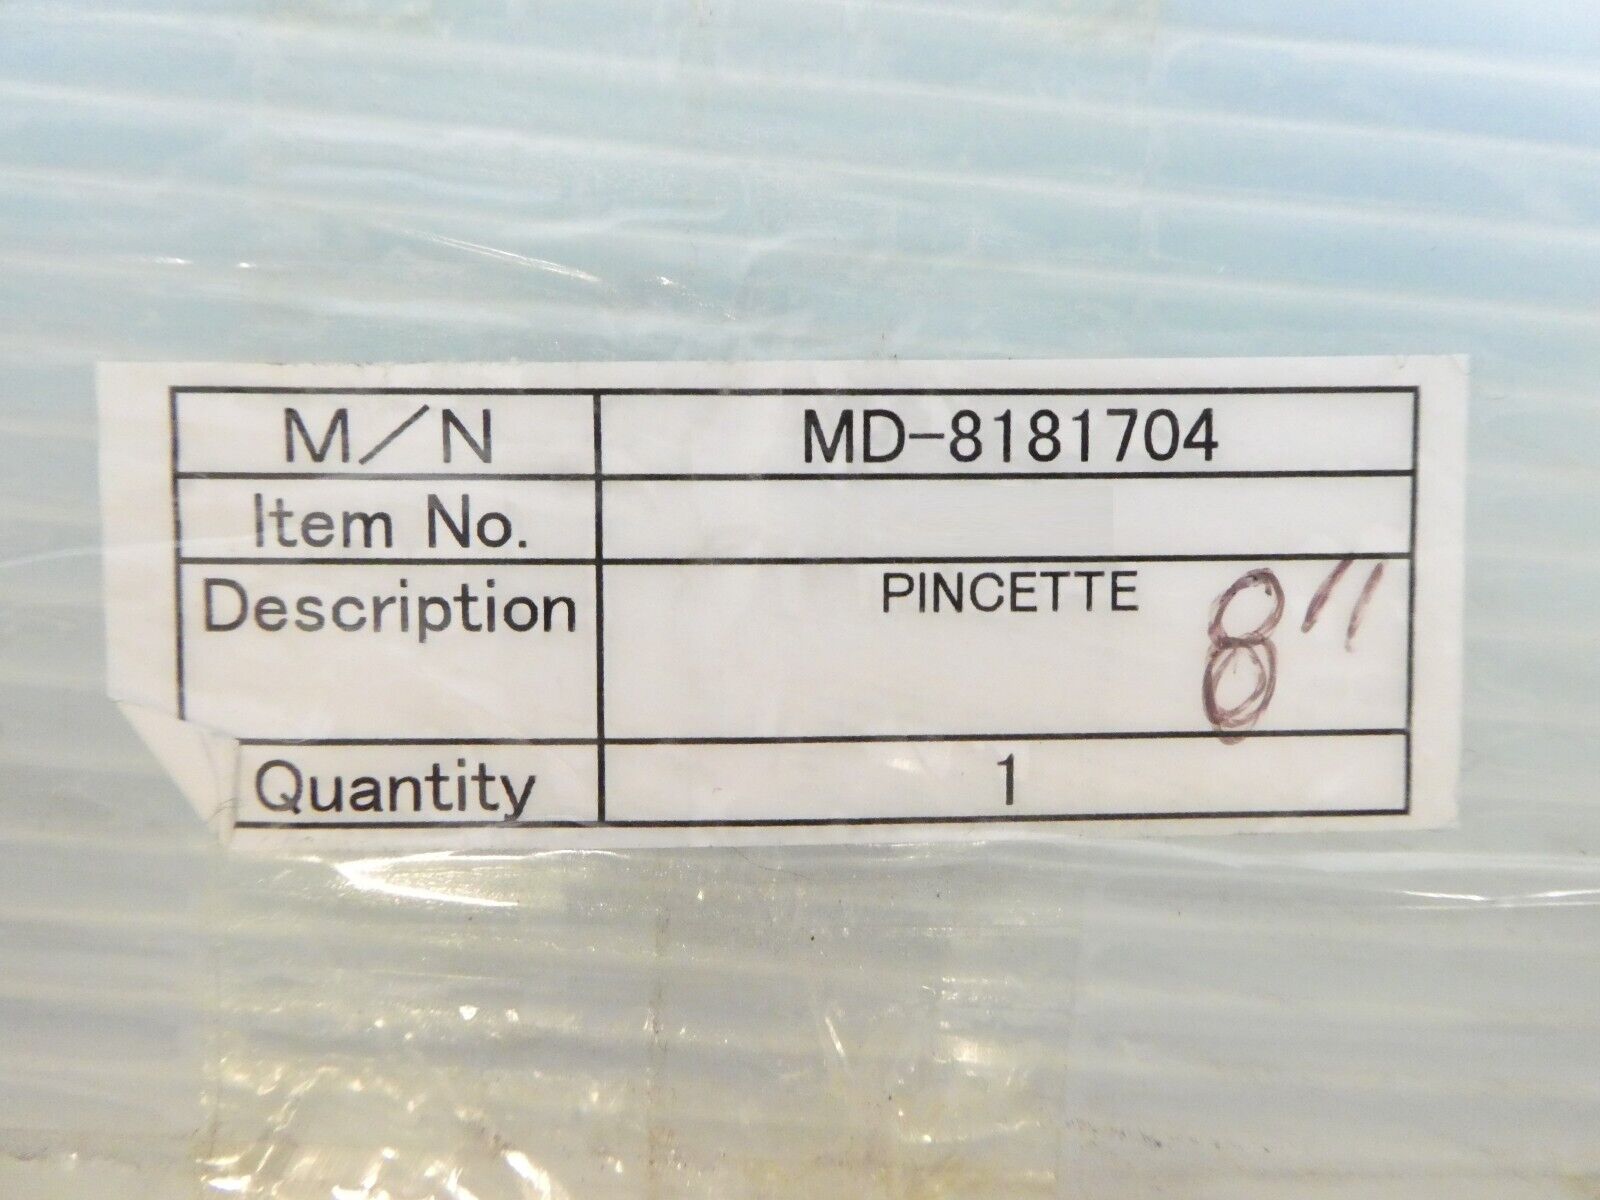 M/N MD-8181704
Item No.
Description PINCETTE 8"
Quantity 1